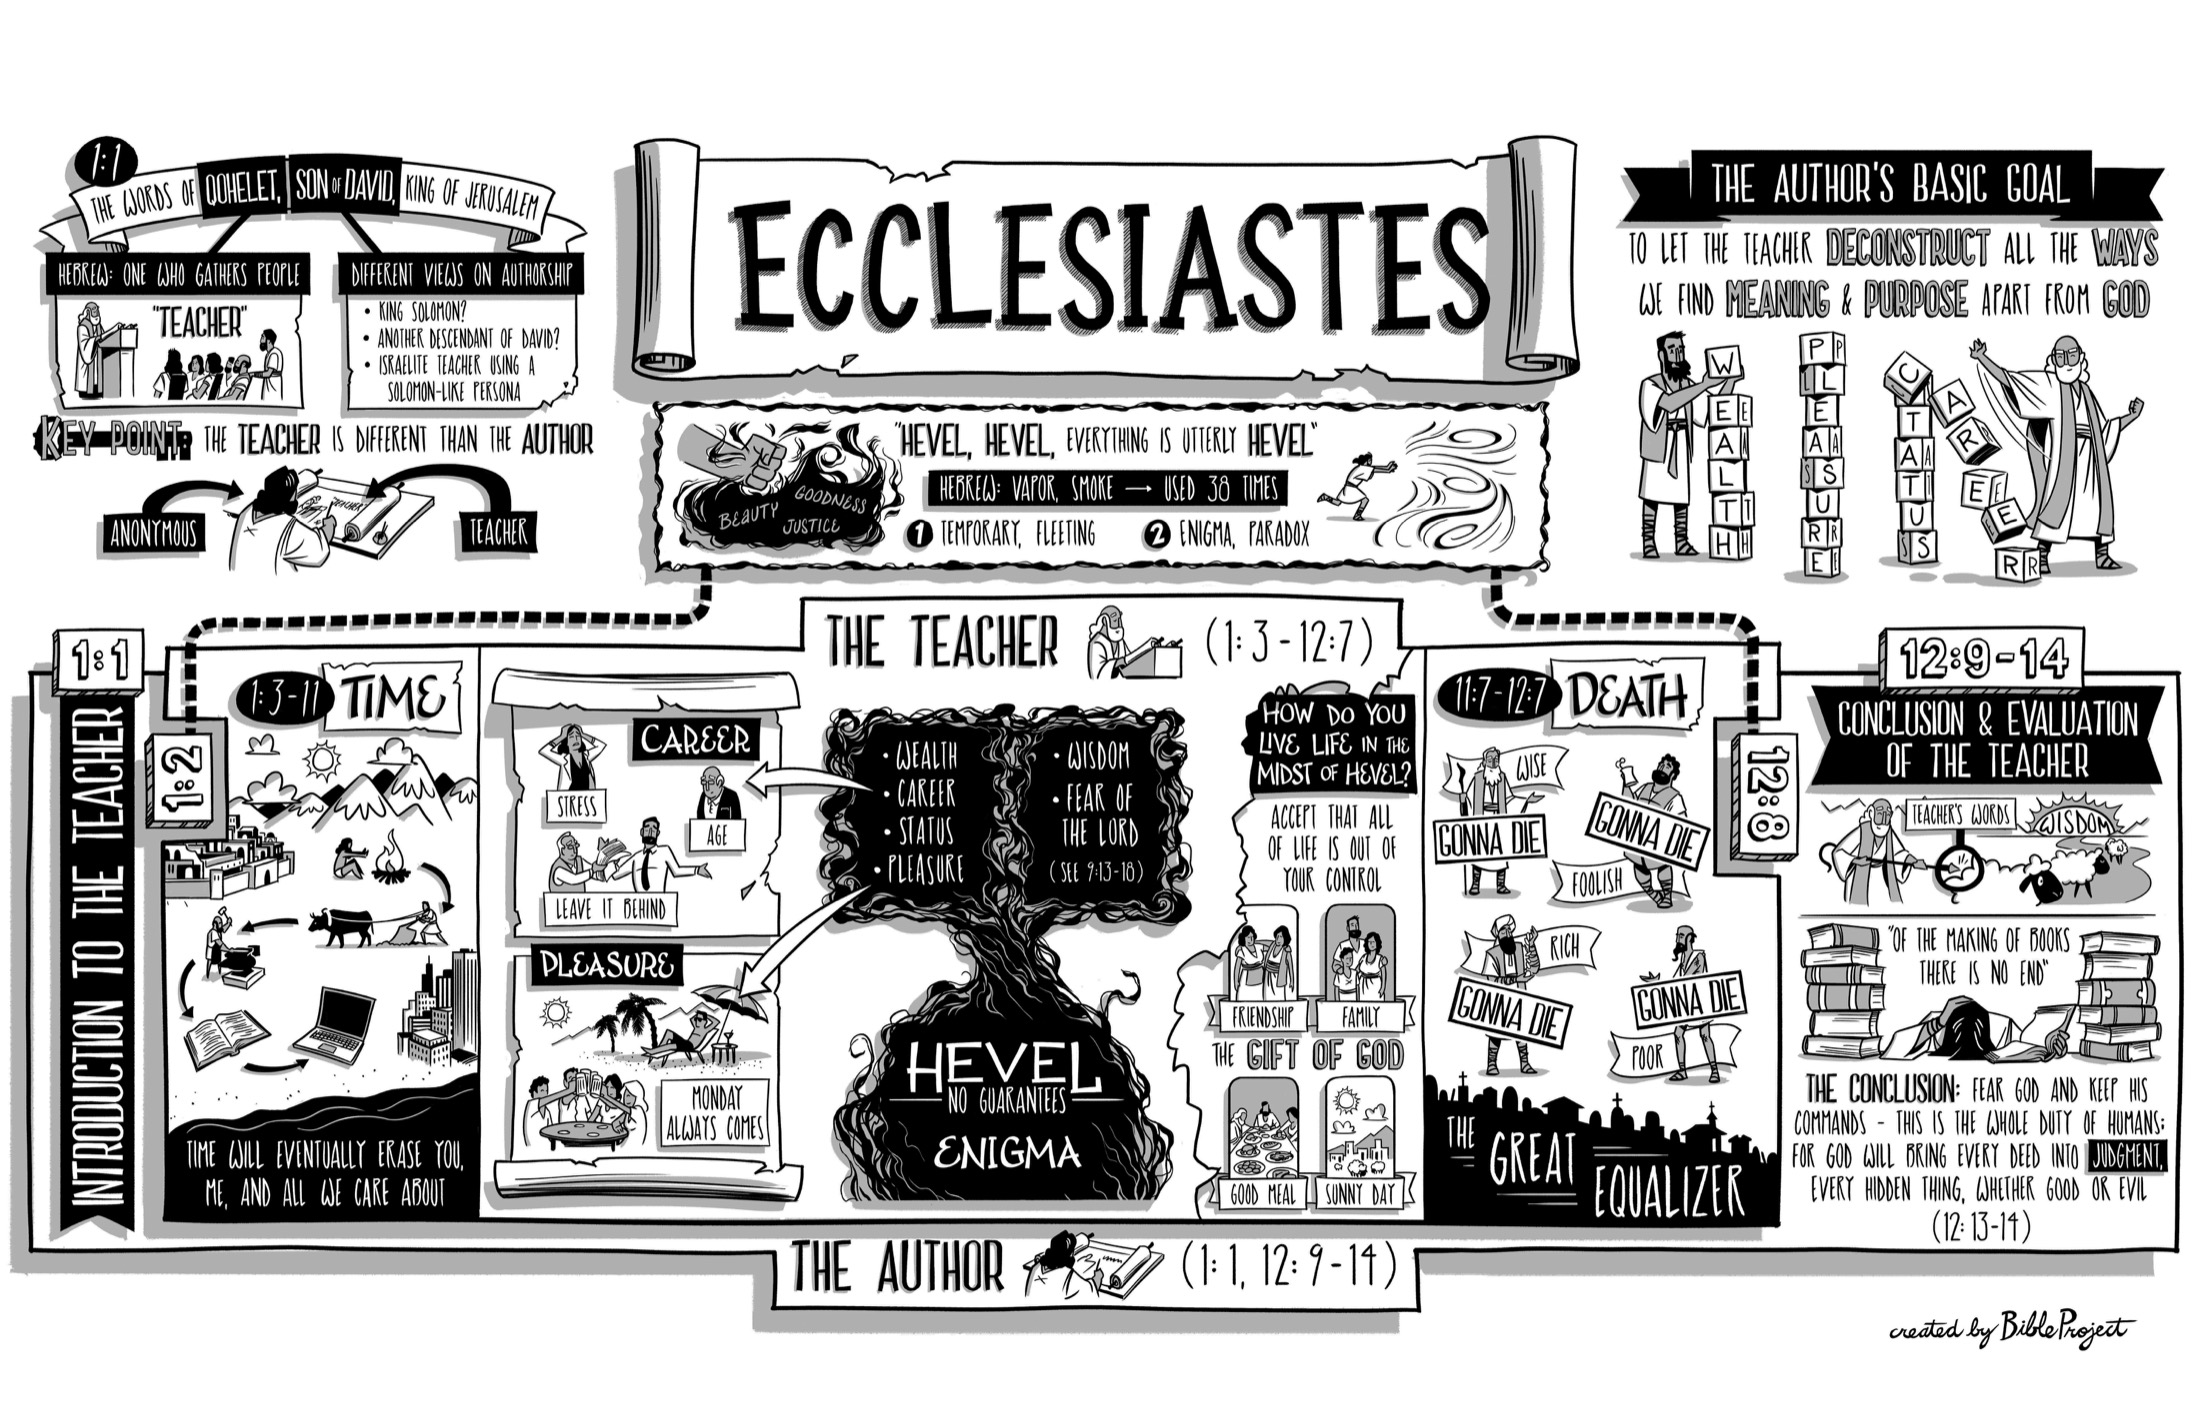 1:1
THE WORDS OF QOHELET, SON OF DAVID, KING OF JERUSALEM
HEBREW: ONE WHO GATHERS PEOPLE
"TEACHER"
DIFFERENT VIEWS ON AUTHORSHIP
• KING SOLOMON?
• ANOTHER DESCENDANT OF DAVID?
• ISRAELITE TEACHER USING A
SOLOMON-LIKE PERSONA
KEY POINT: THE TEACHER IS DIFFERENT THAN THE AUTHOR
ANONYMOUS
TEACHER
TEACHER
ECCLESIASTES
"HEVEL, HEVEL, EVERYTHING IS UTTERLY HEVEL"
HEBREW: VAPOR, SMOKE → USED 38 TIMES
1 TEMPORARY, FLEETING
2 ENIGMA, PARADOX
BEAUTY
GOODNESS
JUSTICE
THE AUTHOR'S BASIC GOAL
TO LET THE TEACHER DECONSTRUCT ALL THE WAYS
WE FIND MEANING & PURPOSE APART FROM GOD
WEALTH
PLEASURE
STATUS
CAREER
THE TEACHER (1:3-12:7)
1:1
INTRODUCTION TO THE TEACHER
1:2
1:3-11 TIME
TIME WILL EVENTUALLY ERASE YOU,
ME, AND ALL WE CARE ABOUT
CAREER
STRESS
AGE
LEAVE IT BEHIND
PLEASURE
MONDAY
ALWAYS COMES
• WEALTH
• CAREER
• STATUS
• PLEASURE
• WISDOM
• FEAR OF
THE LORD
(SEE 9:13-18)
HEVEL
NO GUARANTEES
ENIGMA
HOW DO YOU
LIVE LIFE IN THE
MIDST OF HEVEL?
ACCEPT THAT ALL
OF LIFE IS OUT OF
YOUR CONTROL
FRIENDSHIP
FAMILY
THE GIFT OF GOD
GOOD MEAL
SUNNY DAY
11:7-12:7 DEATH
WISE
GONNA DIE
GONNA DIE
FOOLISH
RICH
GONNA DIE
GONNA DIE
POOR
THE GREAT
EQUALIZER
12:8
12:9-14
CONCLUSION & EVALUATION
OF THE TEACHER
TEACHER'S WORDS
WISDOM
"OF THE MAKING OF BOOKS
THERE IS NO END"
THE CONCLUSION: FEAR GOD AND KEEP HIS
COMMANDS - THIS IS THE WHOLE DUTY OF HUMANS:
FOR GOD WILL BRING EVERY DEED INTO JUDGMENT,
EVERY HIDDEN THING, WHETHER GOOD OR EVIL
(12:13-14)
THE AUTHOR (1:1, 12:9-14)
created by BibleProject